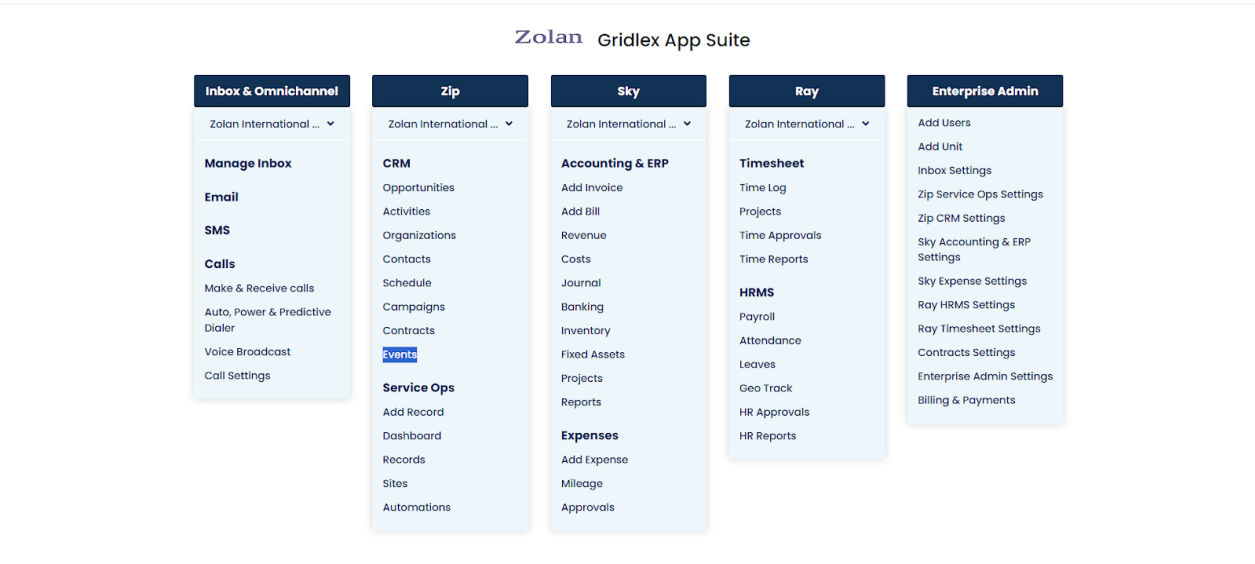 Zolan Gridlex App Suite
Inbox & Omnichannel
Zolan International ...
Manage Inbox
Email
SMS
Calls
Make & Receive calls
Auto, Power & Predictive
Dialer
Voice Broadcast
Call Settings
Zip
Zolan International ...
CRM
Opportunities
Activities
Organizations
Contacts
Schedule
Campaigns
Contracts
Events
Service Ops
Add Record
Dashboard
Records
Sites
Automations
Sky
Zolan International ...
Accounting & ERP
Add Invoice
Add Bill
Revenue
Costs
Journal
Banking
Inventory
Fixed Assets
Projects
Reports
Expenses
Add Expense
Mileage
Approvals
Ray
Zolan International ...
Timesheet
Time Log
Projects
Time Approvals
Time Reports
HRMS
Payroll
Attendance
Leaves
Geo Track
HR Approvals
HR Reports
Enterprise Admin
Add Users
Add Unit
Inbox Settings
Zip Service Ops Settings
Zip CRM Settings
Sky Accounting & ERP
Settings
Sky Expense Settings
Ray HRMS Settings
Ray Timesheet Settings
Contracts Settings
Enterprise Admin Settings
Billing & Payments